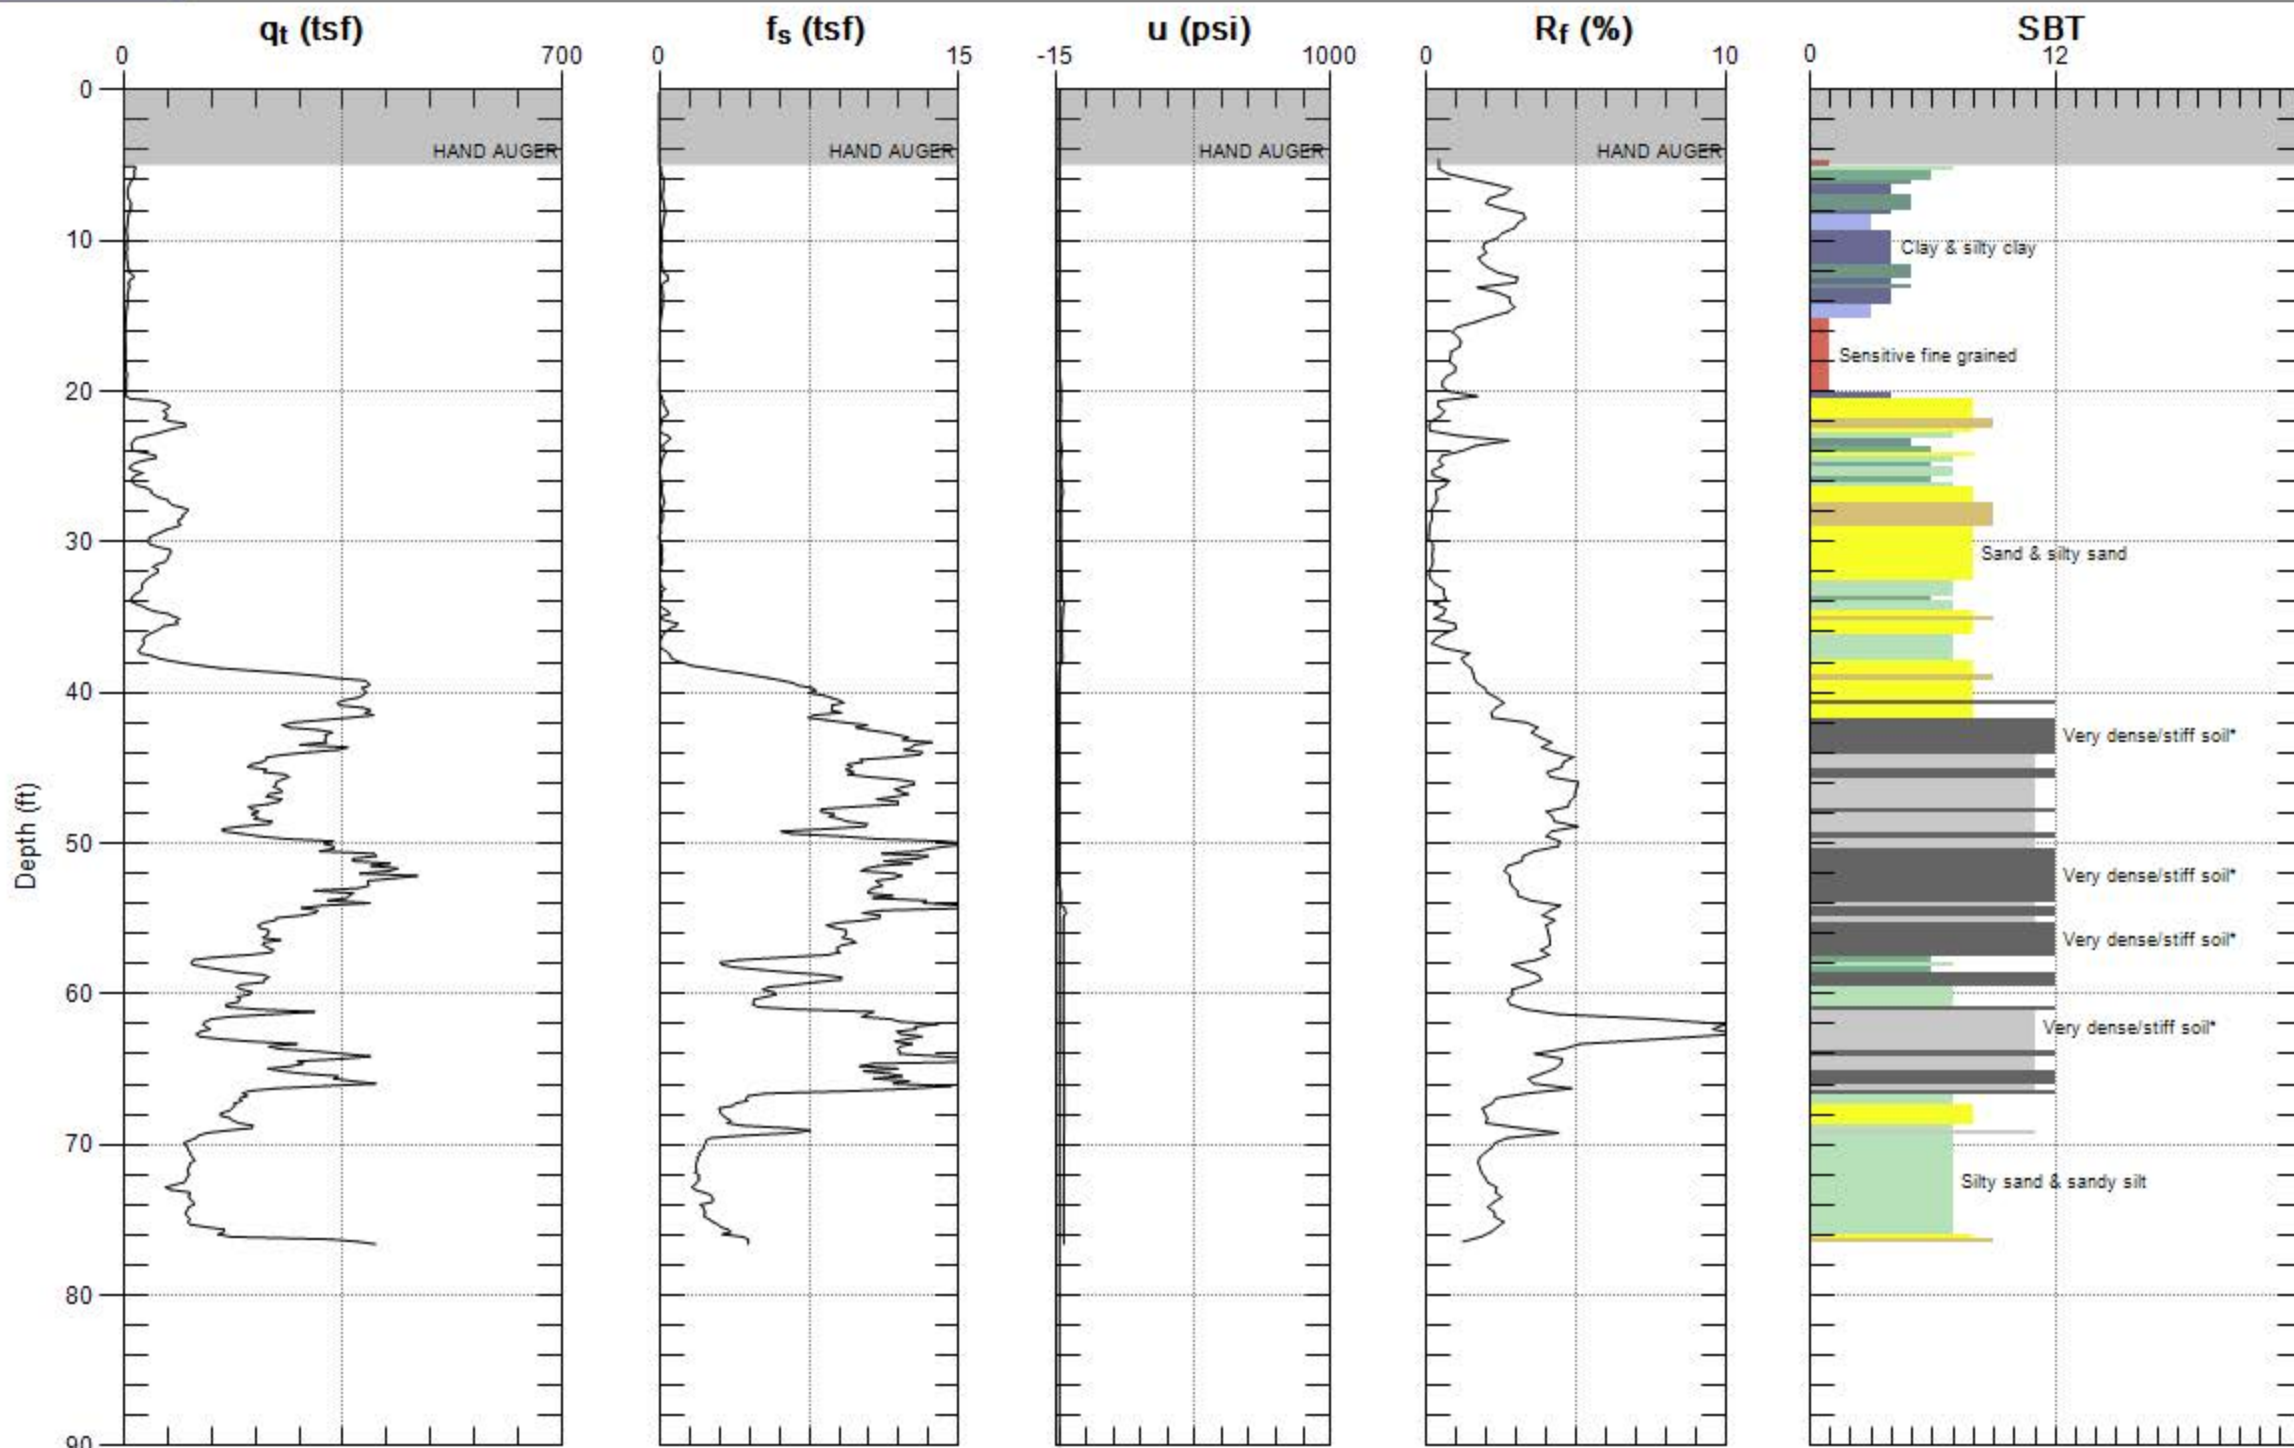 qt (tsf) fs (tsf) u (psi) Rf (%) SBT
0 700 0 15 -15 1000 0 10 0 12
0
HAND AUGER HAND AUGER HAND AUGER HAND AUGER
10
Clay & silty clay
Sensitive fine grained
20
30
Sand & silty sand
40
Very dense/stiff soil*
Depth (ft)
50
Very dense/stiff soil*
Very dense/stiff soil*
60
Very dense/stiff soil*
70
Silty sand & sandy silt
80
90